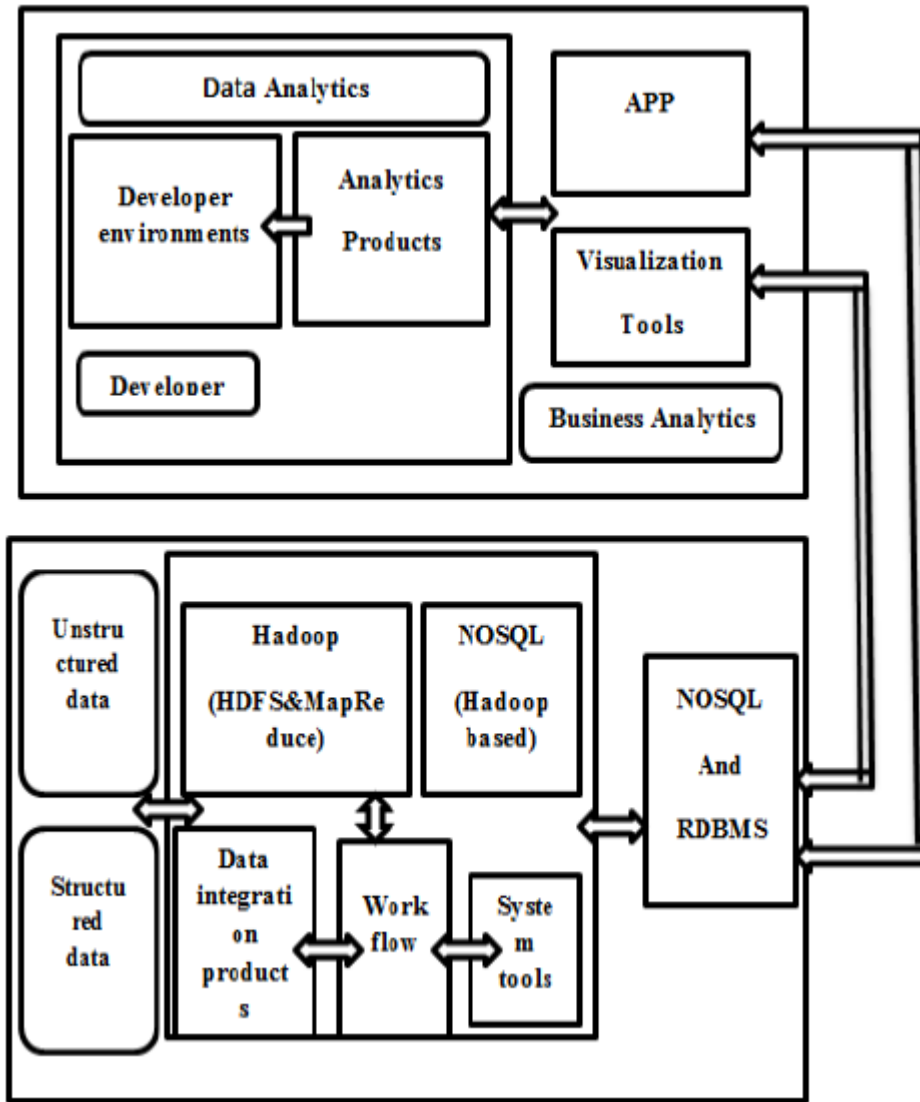 Data Analytics
Developer
environments
Analytics
Products
Developer
APP
Visualization
Tools
Business Analytics
Unstru
ctured
data
Structu
red
data
Hadoop
(HDFS&MapRe
duce)
NOSQL
(Hadoop
based)
Data
integrati
on
product
s
Work
flow
Syste
m
tools
NOSQL
And
RDBMS